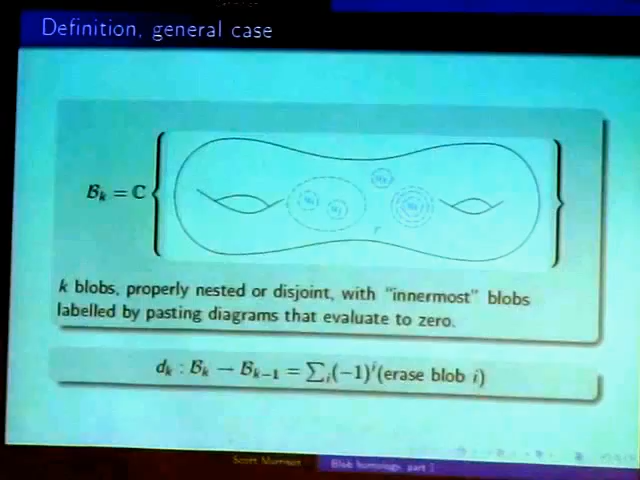 Definition, general case
B_k = ℂ
r
k blobs, properly nested or disjoint, with "innermost" blobs
labelled by pasting diagrams that evaluate to zero.
d_k : B_k → B_{k−1} = ∑_i(−1)^i(erase blob i)
Scott Morrison
Blob homology, part 1